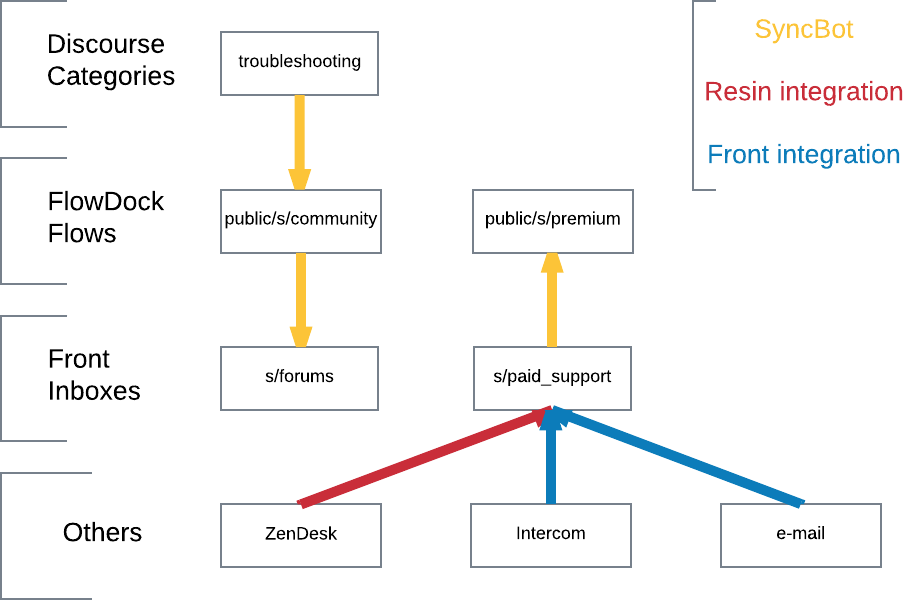 Discourse
Categories
troubleshooting
SyncBot
Resin integration
Front integration
FlowDock
Flows
public/s/community
public/s/premium
Front
Inboxes
s/forums
s/paid_support
Others
ZenDesk
Intercom
e-mail